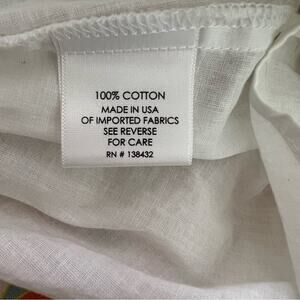 100% COTTON
MADE IN USA
OF IMPORTED FABRICS
SEE REVERSE
FOR CARE
RN # 138432